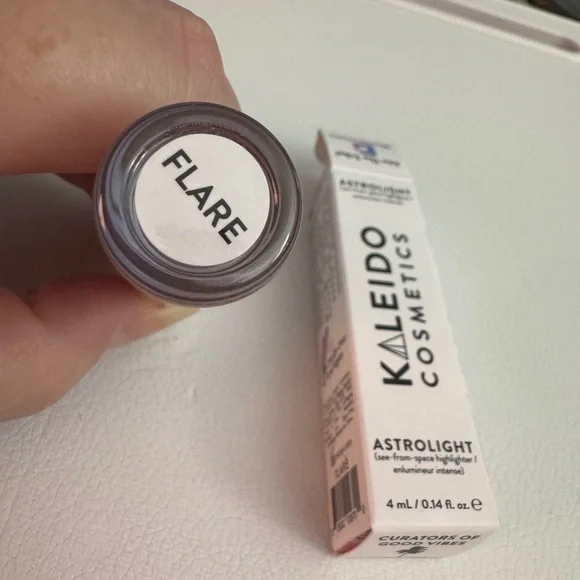 FLARE
ASTROLIGHT
KALEIDO
COSMETICS
ASTROLIGHT
(see-from-space highlighter /
enlumineur intense)
4 mL / 0.14 fl. oz. e
CURATORS OF
GOOD VIBES